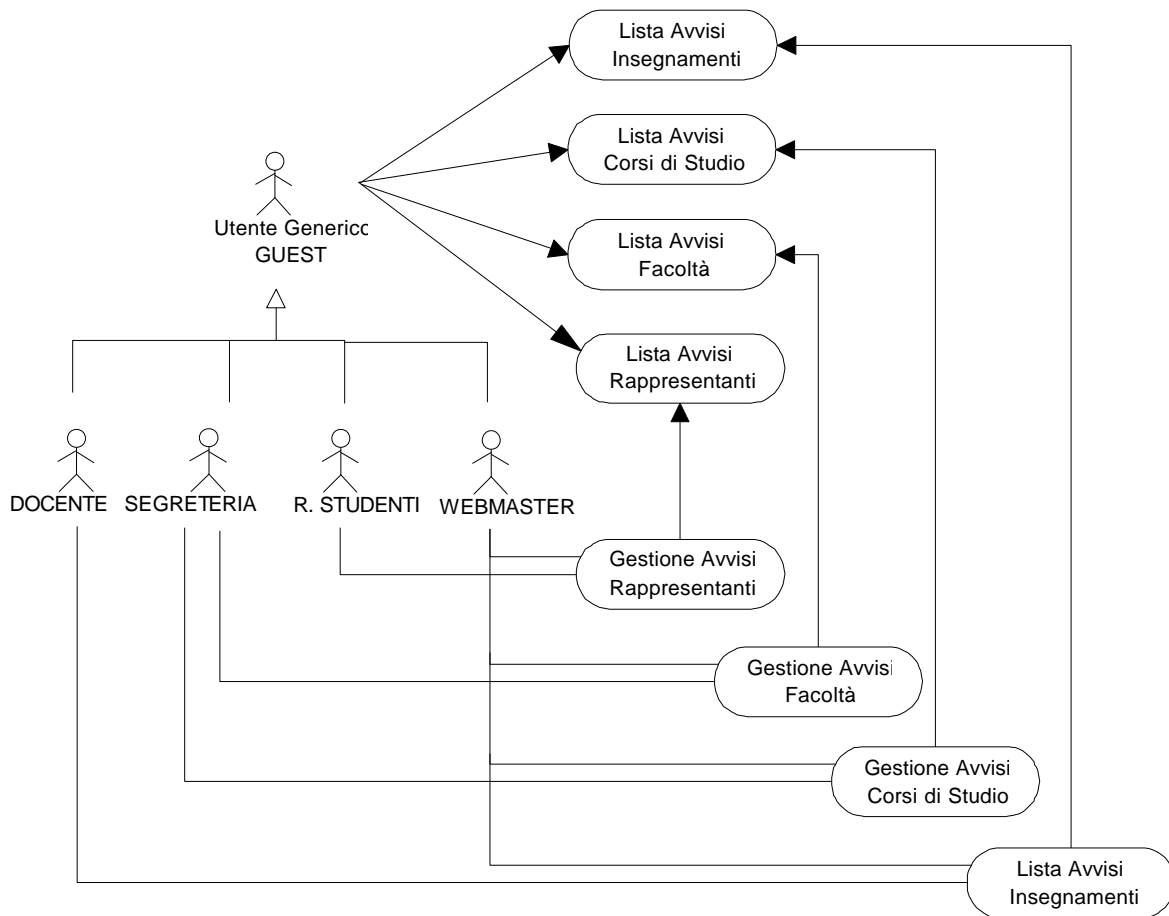 Lista Avvisi
Insegnamenti
Lista Avvisi
Corsi di Studio
Utente Generico
GUEST
Lista Avvisi
Facoltà
Lista Avvisi
Rappresentanti
DOCENTE
SEGRETERIA
R. STUDENTI
WEBMASTER
Gestione Avvisi
Rappresentanti
Gestione Avvisi
Facoltà
Gestione Avvisi
Corsi di Studio
Lista Avvisi
Insegnamenti